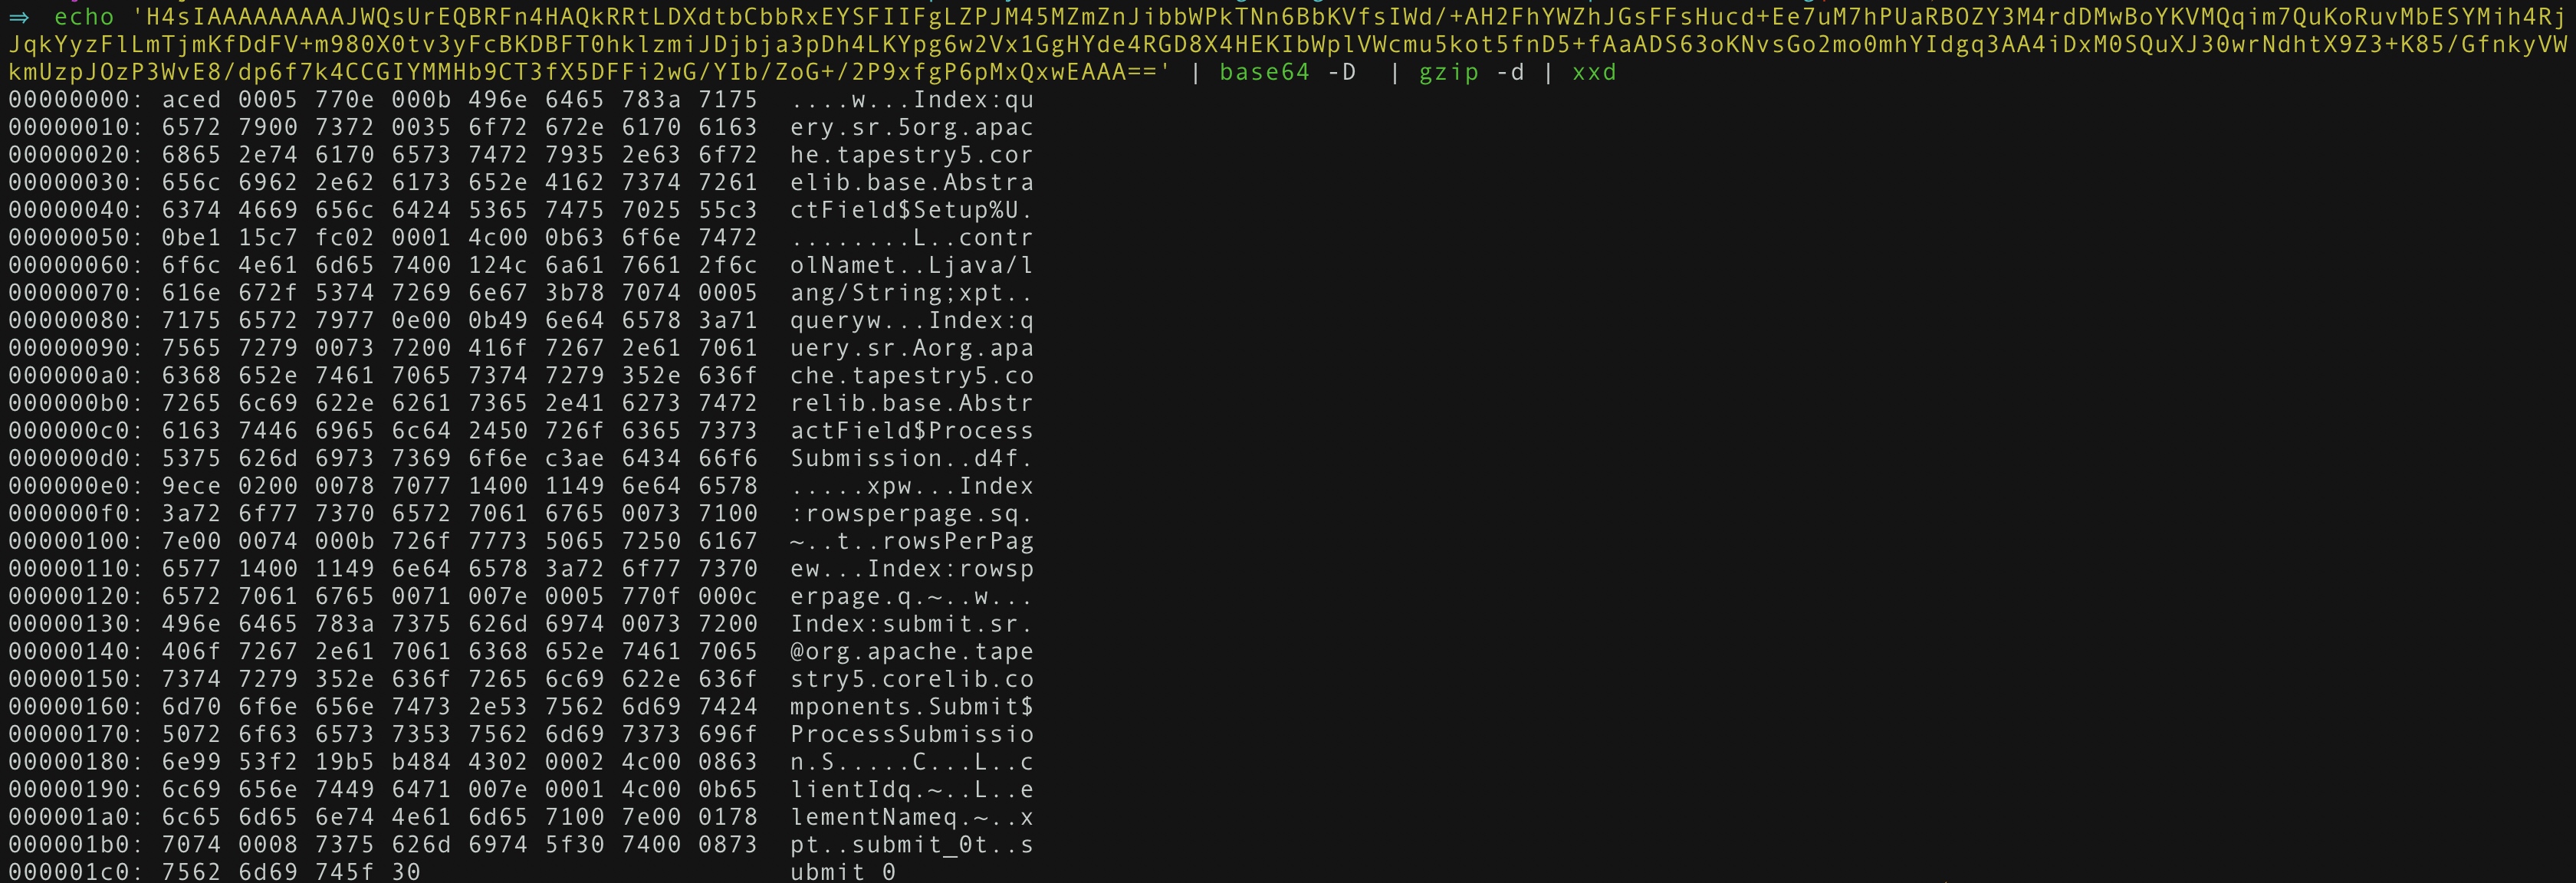 ⇒ echo 'H4sIAAAAAAAAAJWQsUrEQBRFn4HAQkRRtLDXdtbCbbRxEYSFIIFgLZPJM45MZmZnJibbWPkTNn6BbKVfsIWd/+AH2FhYWZhJGsFFsHucd+Ee7uM7hPUaRBOZY3M4rdDMwBoYKVMQqim7QuKoRuvMbESYMih4Rj
JqkYyzFlLmTjmKfDdFV+m980X0tv3yFcBKDBFT0hklzmiJDjbja3pDh4LKYpg6w2Vx1GgHYde4RGD8X4HEKIbWplVWcmu5kot5fnD5+fAaADS63oKNvsGo2mo0mhYIdgq3AA4iDxM0SQuXJ30wrNdhtX9Z3+K85/GfnkyVW
kmUzpJOzP3WvE8/dp6f7k4CCGIYMMHb9CT3fX5DFFi2wG/YIb/ZoG+/2P9xfgP6pMxQxwEAAA==' | base64 -D  | gzip -d | xxd
00000000: aced 0005 770e 000b 496e 6465 783a 7175  ....w...Index:qu
00000010: 6572 7900 7372 0035 6f72 672e 6170 6163  ery.sr.5org.apac
00000020: 6865 2e74 6170 6573 7472 7935 2e63 6f72  he.tapestry5.cor
00000030: 656c 6962 2e62 6173 652e 4162 7374 7261  elib.base.Abstra
00000040: 6374 4669 656c 6424 5365 7475 7025 55c3  ctField$Setup%U.
00000050: 0be1 15c7 fc02 0001 4c00 0b63 6f6e 7472  ........L..contr
00000060: 6f6c 4e61 6d65 7400 124c 6a61 7661 2f6c  olNamet..Ljava/l
00000070: 616e 672f 5374 7269 6e67 3b78 7074 0005  ang/String;xpt..
00000080: 7175 6572 7977 0e00 0b49 6e64 6578 3a71  queryw...Index:q
00000090: 7565 7279 0073 7200 416f 7267 2e61 7061  uery.sr.Aorg.apa
000000a0: 6368 652e 7461 7065 7374 7279 352e 636f  che.tapestry5.co
000000b0: 7265 6c69 622e 6261 7365 2e41 6273 7472  relib.base.Abstr
000000c0: 6163 7446 6965 6c64 2450 726f 6365 7373  actField$Process
000000d0: 5375 626d 6973 7369 6f6e c3ae 6434 66f6  Submission..d4f.
000000e0: 9ece 0200 0078 7077 1400 1149 6e64 6578  .....xpw...Index
000000f0: 3a72 6f77 7370 6572 7061 6765 0073 7100  :rowsperpage.sq.
00000100: 7e00 0074 000b 726f 7773 5065 7250 6167  ~..t..rowsPerPag
00000110: 6577 1400 1149 6e64 6578 3a72 6f77 7370  ew...Index:rowsp
00000120: 6572 7061 6765 0071 007e 0005 770f 000c  erpage.q.~..w...
00000130: 496e 6465 783a 7375 626d 6974 0073 7200  Index:submit.sr.
00000140: 406f 7267 2e61 7061 6368 652e 7461 7065  @org.apache.tape
00000150: 7374 7279 352e 636f 7265 6c69 622e 636f  stry5.corelib.co
00000160: 6d70 6f6e 656e 7473 2e53 7562 6d69 7424  mponents.Submit$
00000170: 5072 6f63 6573 7353 7562 6d69 7373 696f  ProcessSubmissio
00000180: 6e99 53f2 19b5 b484 4302 0002 4c00 0863  n.S.....C...L..c
00000190: 6c69 656e 7449 6471 007e 0001 4c00 0b65  lientIdq.~..L..e
000001a0: 6c65 6d65 6e74 4e61 6d65 7100 7e00 0178  lementNameq.~..x
000001b0: 7074 0008 7375 626d 6974 5f30 7400 0873  pt..submit_0t..s
000001c0: 7562 6d69 745f 30  ubmit_0